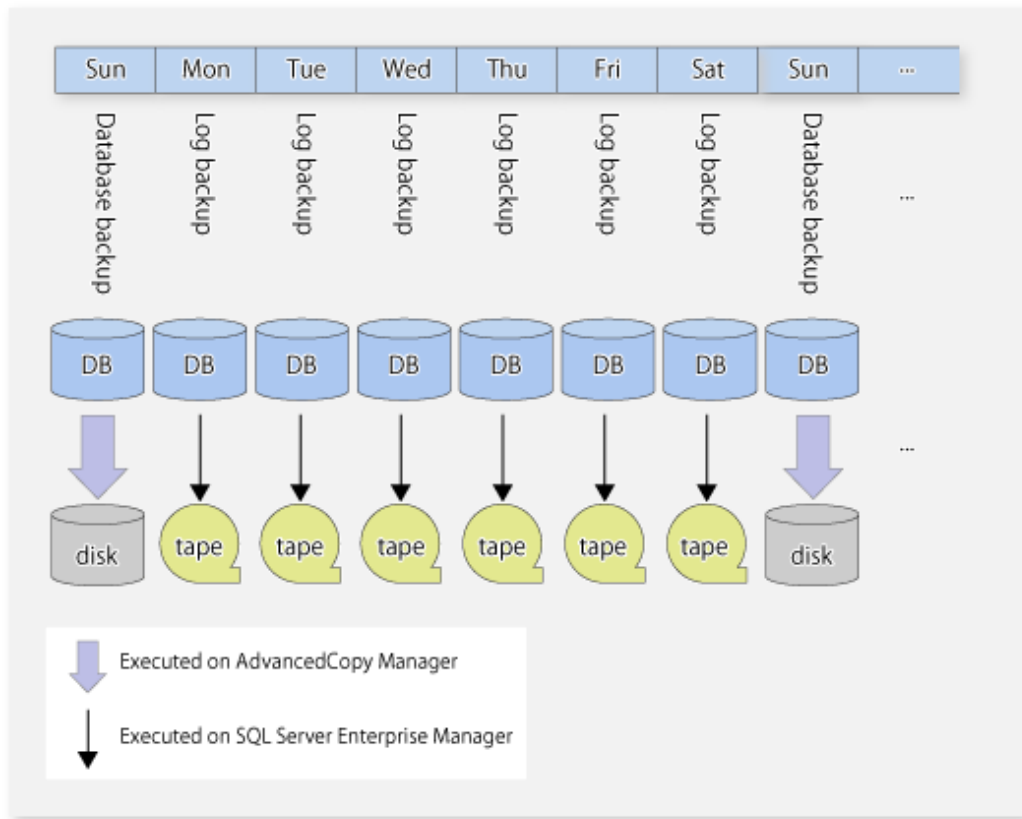 Sun Mon Tue Wed Thu Fri Sat Sun ...
Database backup
Log backup
Log backup
Log backup
Log backup
Log backup
Log backup
Database backup
...
DB DB DB DB DB DB DB DB
...
disk tape tape tape tape tape tape disk
Executed on AdvancedCopy Manager
Executed on SQL Server Enterprise Manager